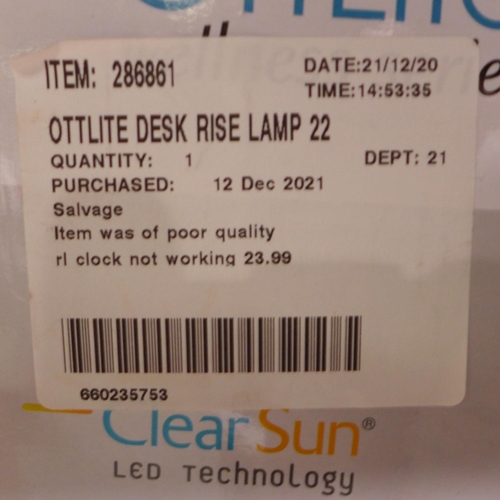 ITEM: 286861
DATE:21/12/20
TIME:14:53:35
OTTLITE DESK RISE LAMP 22
QUANTITY: 1
DEPT: 21
PURCHASED: 12 Dec 2021
Salvage
Item was of poor quality
rl clock not working 23.99
660235753
ClearSun®
LED Technology